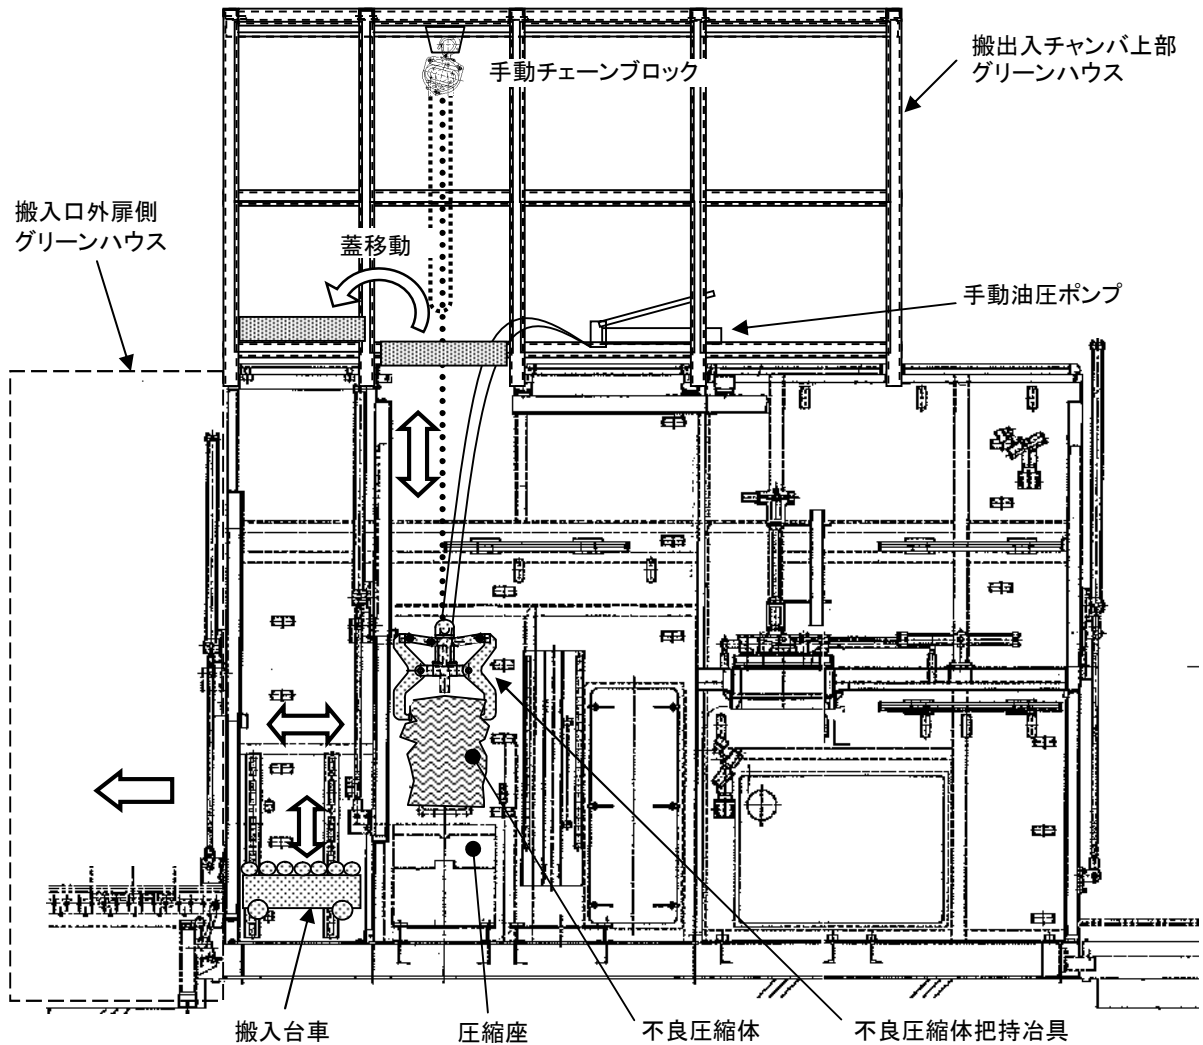 手動チェーンブロック
搬出入チャンバ上部
グリーンハウス
搬入口外扉側
グリーンハウス
蓋移動
手動油圧ポンプ
搬入台車
圧縮座
不良圧縮体
不良圧縮体把持冶具